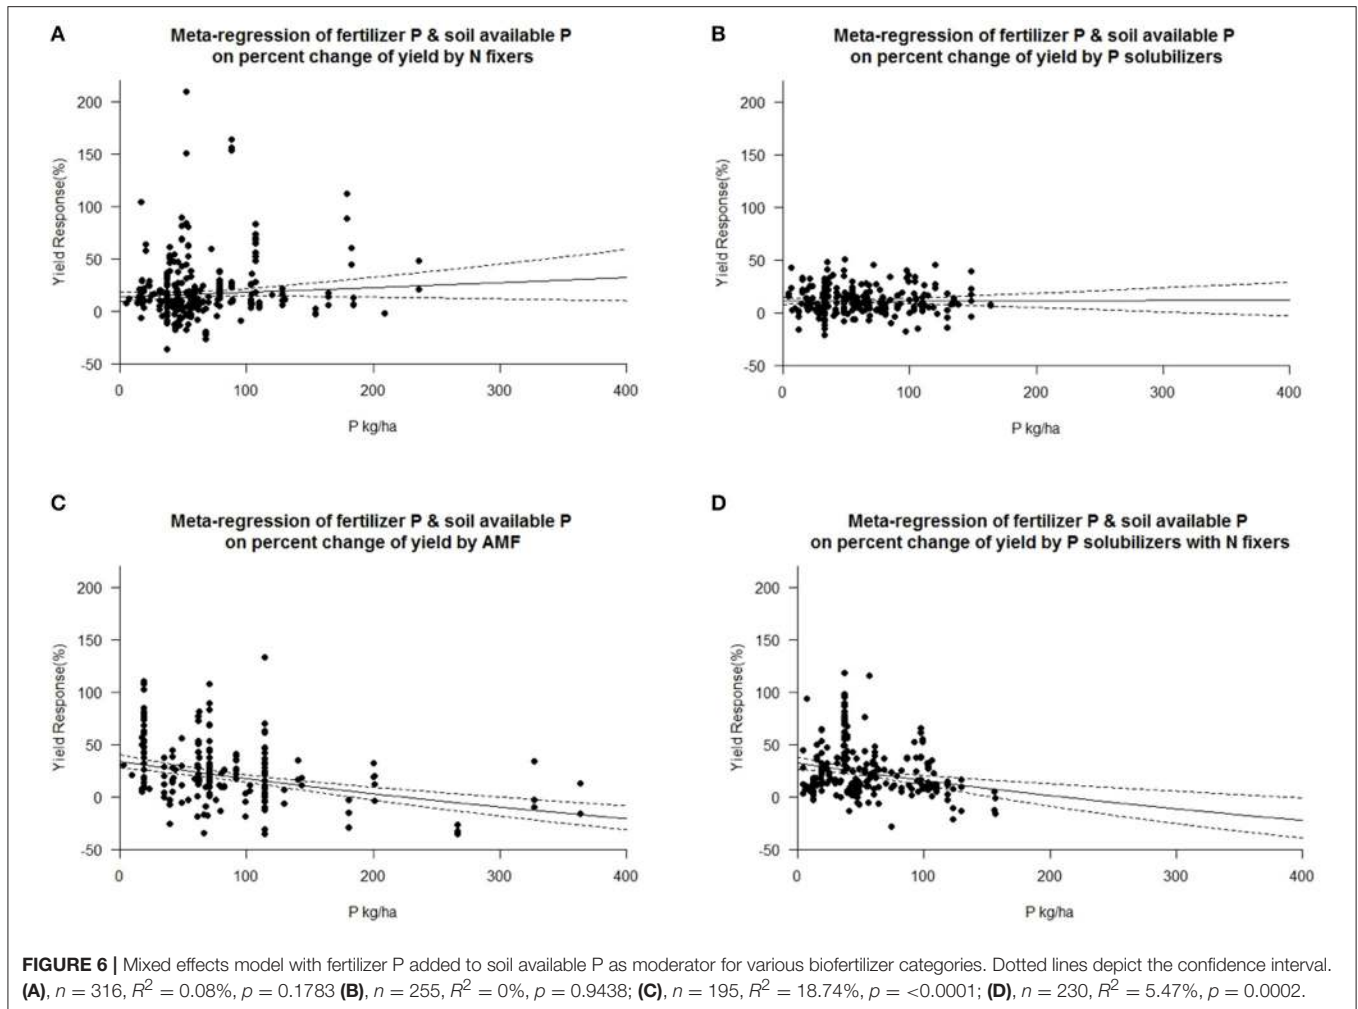 A
Meta-regression of fertilizer P & soil available P
on percent change of yield by N fixers
200
150
100
50
0
-50
Yield Response(%)
0 100 200 300 400
P kg/ha
B
Meta-regression of fertilizer P & soil available P
on percent change of yield by P solubilizers
200
150
100
50
0
-50
Yield Response(%)
0 100 200 300 400
P kg/ha
C
Meta-regression of fertilizer P & soil available P
on percent change of yield by AMF
200
150
100
50
0
-50
Yield Response(%)
0 100 200 300 400
P kg/ha
D
Meta-regression of fertilizer P & soil available P
on percent change of yield by P solubilizers with N fixers
200
150
100
50
0
-50
Yield Response(%)
0 100 200 300 400
P kg/ha
FIGURE 6 | Mixed effects model with fertilizer P added to soil available P as moderator for various biofertilizer categories. Dotted lines depict the confidence interval.
(A), n = 316, R² = 0.08%, p = 0.1783 (B), n = 255, R² = 0%, p = 0.9438; (C), n = 195, R² = 18.74%, p = <0.0001; (D), n = 230, R² = 5.47%, p = 0.0002.